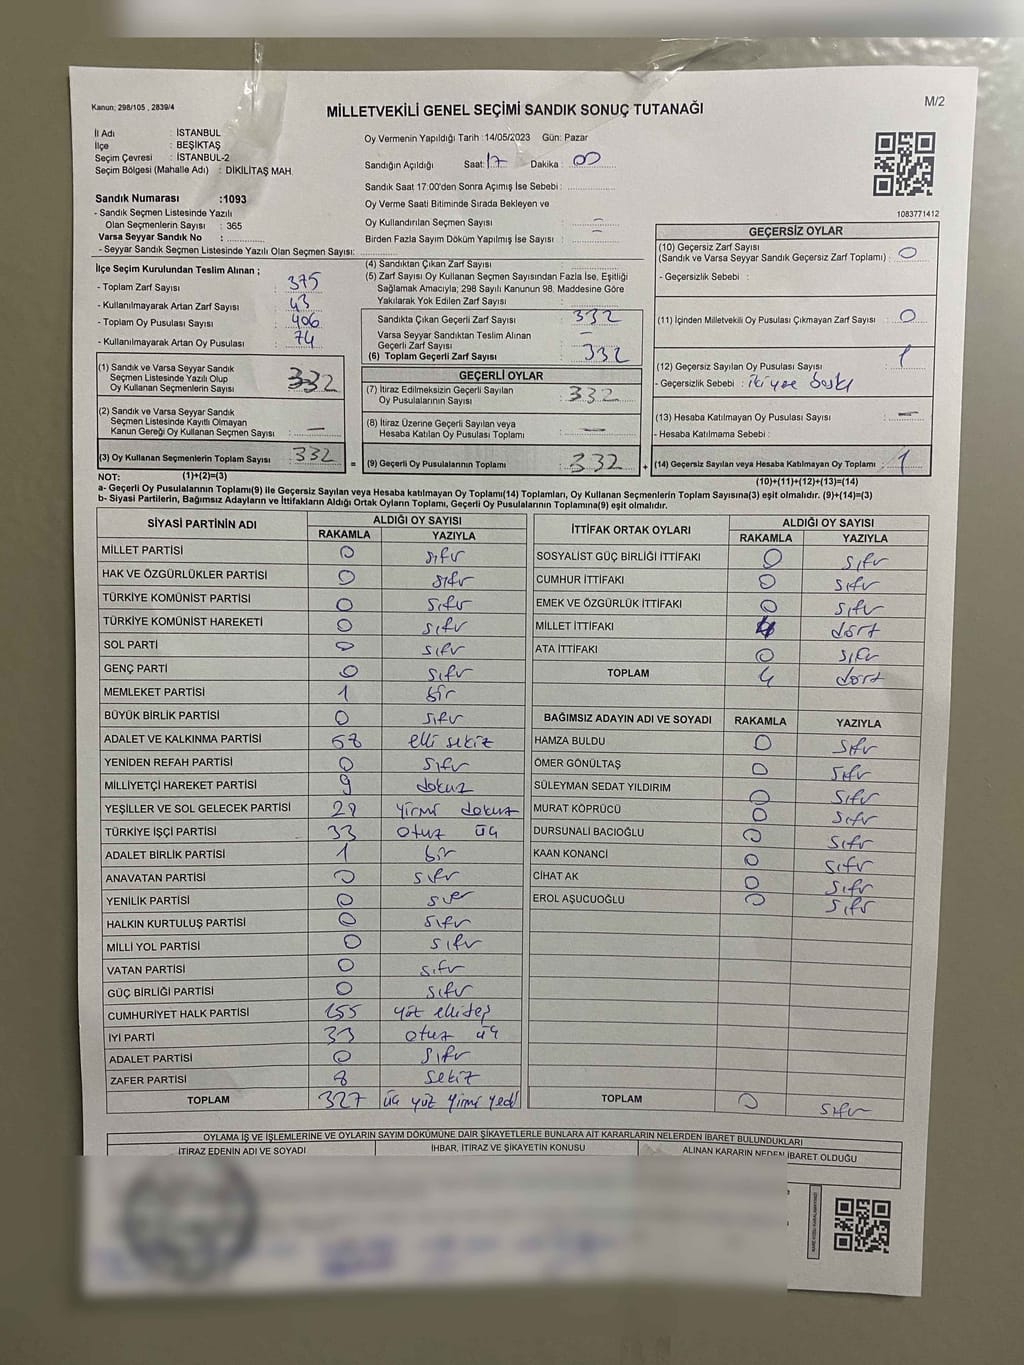 Kanun; 298/105 , 2839/4
MİLLETVEKİLİ GENEL SEÇİMİ SANDIK SONUÇ TUTANAĞI
M/2
İl Adı : İSTANBUL
İlçe : BEŞİKTAŞ
Seçim Çevresi : İSTANBUL-2
Seçim Bölgesi (Mahalle Adı) : DİKİLİTAŞ MAH.
Sandık Numarası :1093
- Sandık Seçmen Listesinde Yazılı
Olan Seçmenlerin Sayısı : 365
Varsa Seyyar Sandık No :
- Seyyar Sandık Seçmen Listesinde Yazılı Olan Seçmen Sayısı:
Oy Vermenin Yapıldığı Tarih :14/05/2023 Gün: Pazar
Sandığın Açıldığı Saat: 17 Dakika : 00
Sandık Saat 17:00'den Sonra Açımış İse Sebebi :
Oy Verme Saati Bitiminde Sırada Bekleyen ve
Oy Kullandırılan Seçmen Sayısı : -
Birden Fazla Sayım Döküm Yapılmış İse Sayısı : -
1083771412
İlçe Seçim Kurulundan Teslim Alınan ;
- Toplam Zarf Sayısı : 375
- Kullanılmayarak Artan Zarf Sayısı : 43
- Toplam Oy Pusulası Sayısı : 406
- Kullanılmayarak Artan Oy Pusulası : 74
(1) Sandık ve Varsa Seyyar Sandık
Seçmen Listesinde Yazılı Olup
Oy Kullanan Seçmenlerin Sayısı : 332
(2) Sandık ve Varsa Seyyar Sandık
Seçmen Listesinde Kayıtlı Olmayan
Kanun Gereği Oy Kullanan Seçmen Sayısı : -
(3) Oy Kullanan Seçmenlerin Toplam Sayısı : 332
(1)+(2)=(3)
(4) Sandıktan Çıkan Zarf Sayısı
(5) Zarf Sayısı Oy Kullanan Seçmen Sayısından Fazla İse, Eşitliği
Sağlamak Amacıyla; 298 Sayılı Kanunun 98. Maddesine Göre
Yakılarak Yok Edilen Zarf Sayısı :
Sandıkta Çıkan Geçerli Zarf Sayısı : 332
Varsa Seyyar Sandıktan Teslim Alınan
Geçerli Zarf Sayısı : -
(6) Toplam Geçerli Zarf Sayısı : 332
GEÇERLİ OYLAR
(7) İtiraz Edilmeksizin Geçerli Sayılan
Oy Pusulalarının Sayısı : 332
(8) İtiraz Üzerine Geçerli Sayılan veya
Hesaba Katılan Oy Pusulası Toplamı : -
= (9) Geçerli Oy Pusulalarının Toplamı : 332
GEÇERSİZ OYLAR
(10) Geçersiz Zarf Sayısı
(Sandık ve Varsa Seyyar Sandık Geçersiz Zarf Toplamı) : 0
- Geçersizlik Sebebi :
(11) İçinden Milletvekili Oy Pusulası Çıkmayan Zarf Sayısı : 0
(12) Geçersiz Sayılan Oy Pusulası Sayısı : 1
- Geçersizlik Sebebi : iki yere baskı
(13) Hesaba Katılmayan Oy Pusulası Sayısı : -
- Hesaba Katılmama Sebebi :
+ (14) Geçersiz Sayılan veya Hesaba Katılmayan Oy Toplamı : 1
(10)+(11)+(12)+(13)=(14)
NOT:
a- Geçerli Oy Pusulalarının Toplamı(9) ile Geçersiz Sayılan veya Hesaba katılmayan Oy Toplamı(14) Toplamları, Oy Kullanan Seçmenlerin Toplam Sayısına(3) eşit olmalıdır. (9)+(14)=(3)
b- Siyasi Partilerin, Bağımsız Adayların ve İttifakların Aldığı Ortak Oyların Toplamı, Geçerli Oy Pusulalarının Toplamına(9) eşit olmalıdır.
SİYASİ PARTİNİN ADI
ALDIĞI OY SAYISI
RAKAMLA YAZIYLA
MİLLET PARTİSİ 0 sıfır
HAK VE ÖZGÜRLÜKLER PARTİSİ 0 sıfır
TÜRKİYE KOMÜNİST PARTİSİ 0 sıfır
TÜRKİYE KOMÜNİST HAREKETİ 0 sıfır
SOL PARTİ 0 sıfır
GENÇ PARTİ 0 sıfır
MEMLEKET PARTİSİ 1 bir
BÜYÜK BİRLİK PARTİSİ 0 sıfır
ADALET VE KALKINMA PARTİSİ 58 elli sekiz
YENİDEN REFAH PARTİSİ 0 sıfır
MİLLİYETÇİ HAREKET PARTİSİ 9 dokuz
YEŞİLLER VE SOL GELECEK PARTİSİ 29 yirmi dokuz
TÜRKİYE İŞÇİ PARTİSİ 33 otuz üç
ADALET BİRLİK PARTİSİ 1 bir
ANAVATAN PARTİSİ 0 sıfır
YENİLİK PARTİSİ 0 sıfır
HALKIN KURTULUŞ PARTİSİ 0 sıfır
MİLLİ YOL PARTİSİ 0 sıfır
VATAN PARTİSİ 0 sıfır
GÜÇ BİRLİĞİ PARTİSİ 0 sıfır
CUMHURİYET HALK PARTİSİ 155 yüz elli beş
İYİ PARTİ 33 otuz üç
ADALET PARTİSİ 0 sıfır
ZAFER PARTİSİ 8 sekiz
TOPLAM 327 üç yüz yirmi yedi
İTTİFAK ORTAK OYLARI
ALDIĞI OY SAYISI
RAKAMLA YAZIYLA
SOSYALİST GÜÇ BİRLİĞİ İTTİFAKI 0 sıfır
CUMHUR İTTİFAKI 0 sıfır
EMEK VE ÖZGÜRLÜK İTTİFAKI 0 sıfır
MİLLET İTTİFAKI 4 dört
ATA İTTİFAKI 0 sıfır
TOPLAM 4 dört
BAĞIMSIZ ADAYIN ADI VE SOYADI RAKAMLA YAZIYLA
HAMZA BULDU 0 sıfır
ÖMER GÖNÜLTAŞ 0 sıfır
SÜLEYMAN SEDAT YILDIRIM 0 sıfır
MURAT KÖPRÜCÜ 0 sıfır
DURSUNALİ BACIOĞLU 0 sıfır
KAAN KONANCİ 0 sıfır
CİHAT AK 0 sıfır
EROL AŞUCUOĞLU 0 sıfır
TOPLAM 0 sıfır
OYLAMA İŞ VE İŞLEMLERİNE VE OYLARIN SAYIM DÖKÜMÜNE DAİR ŞİKAYETLERLE BUNLARA AİT KARARLARIN NELERDEN İBARET BULUNDUKLARI
İTİRAZ EDENİN ADI VE SOYADI İHBAR, İTİRAZ VE ŞİKAYETİN KONUSU ALINAN KARARIN NEDEN İBARET OLDUĞU